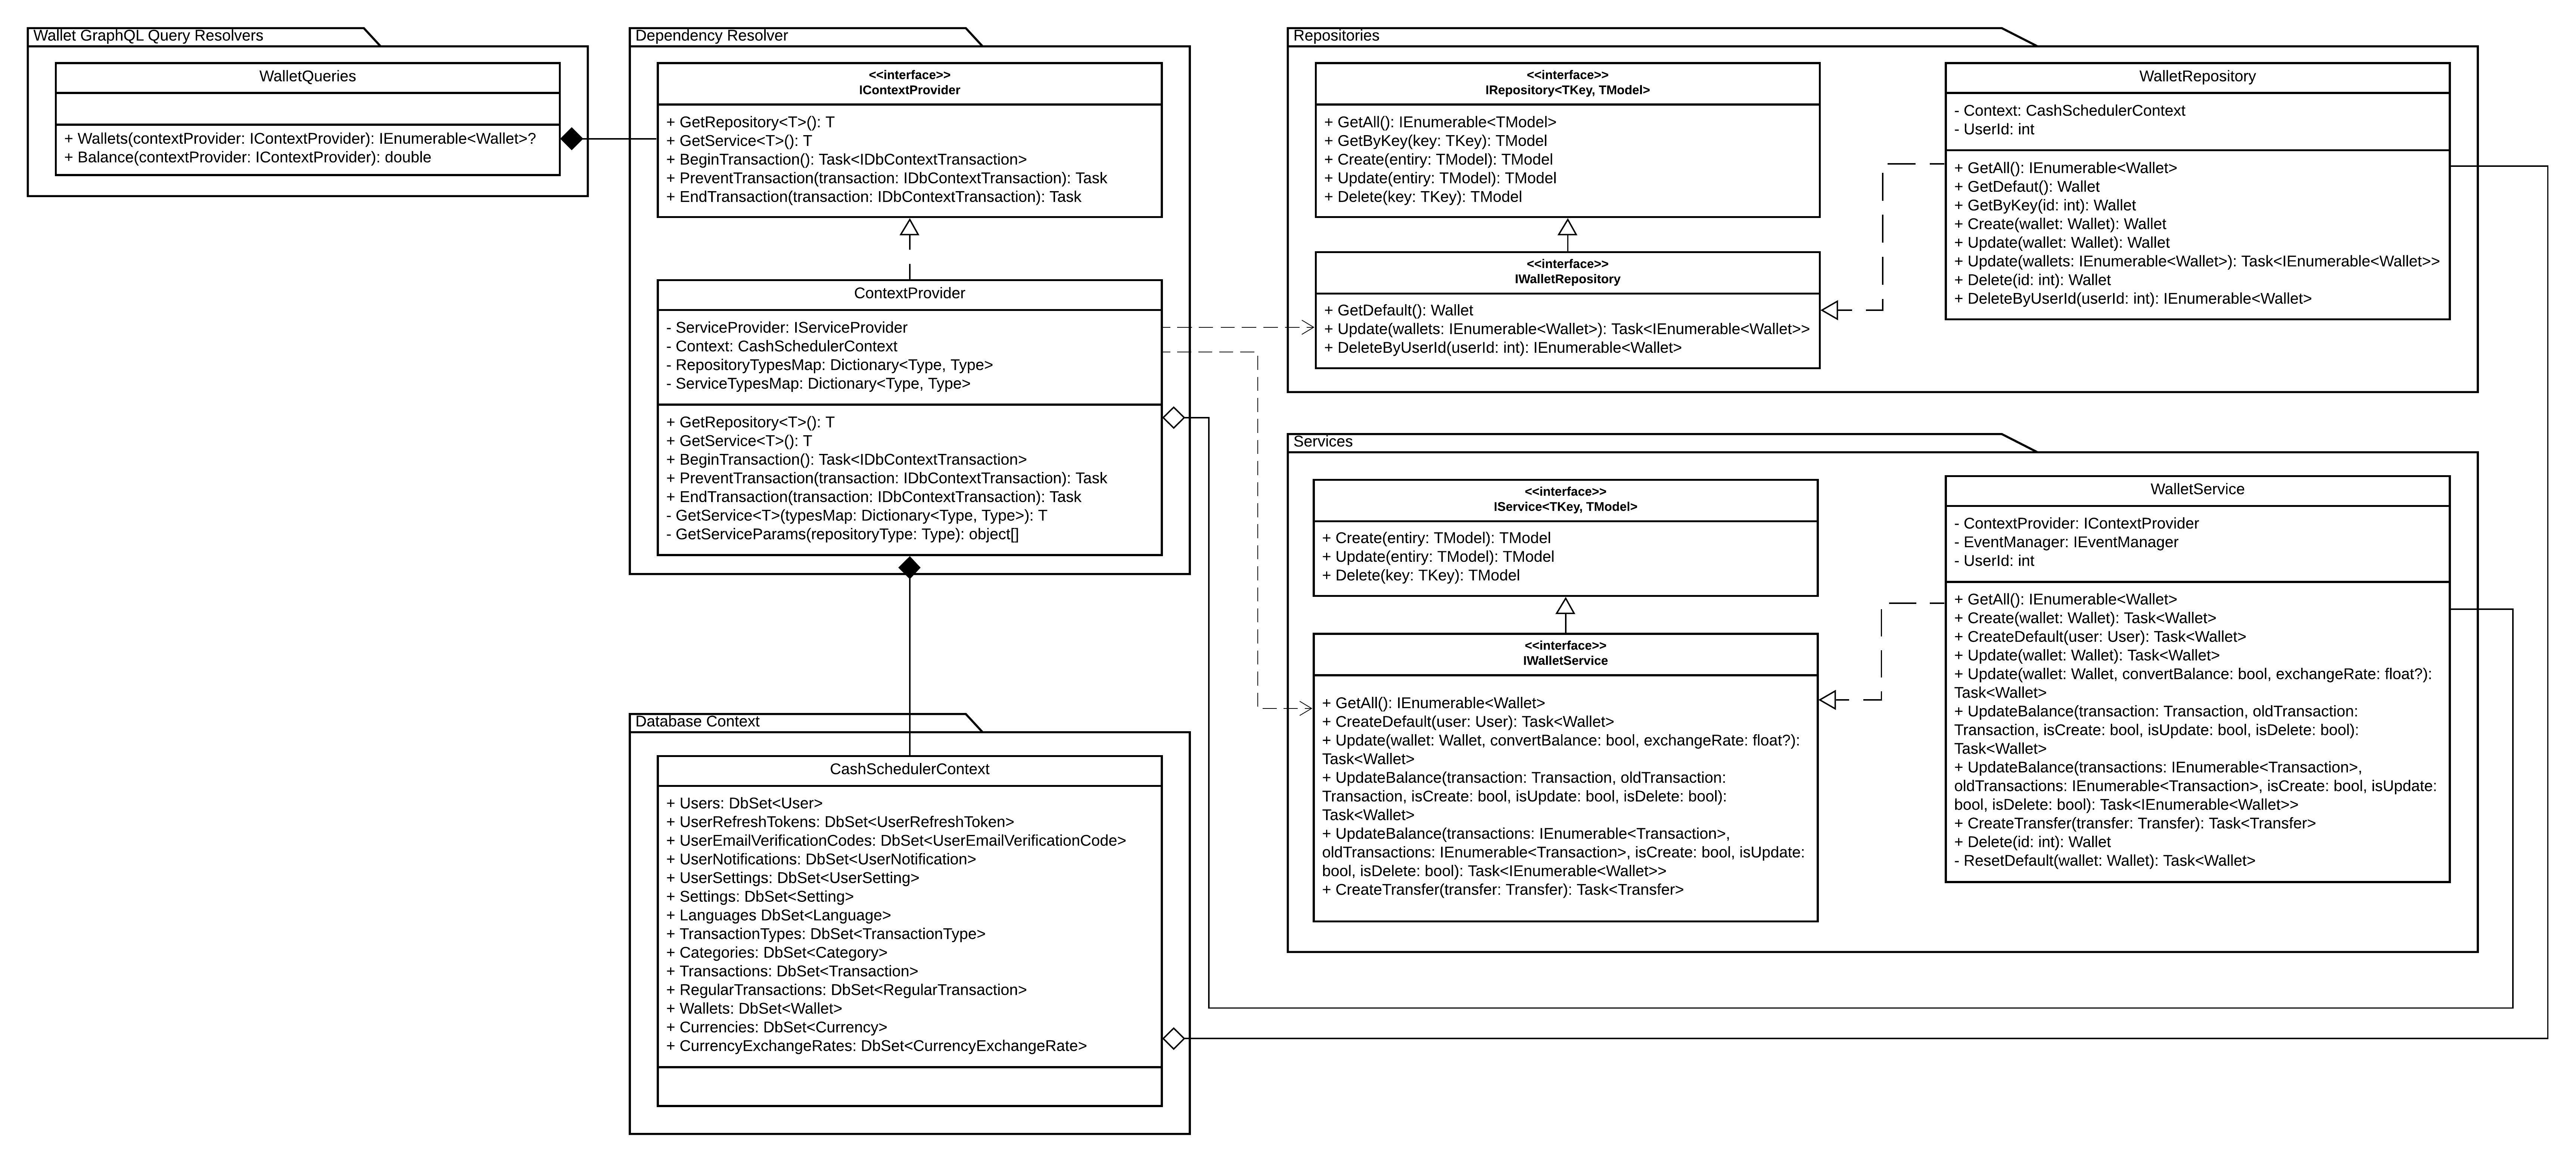 Wallet GraphQL Query Resolvers
WalletQueries
+ Wallets(contextProvider: IContextProvider): IEnumerable<Wallet>?
+ Balance(contextProvider: IContextProvider): double
Dependency Resolver
<<interface>>
IContextProvider
+ GetRepository<T>(): T
+ GetService<T>(): T
+ BeginTransaction(): Task<IDbContextTransaction>
+ PreventTransaction(transaction: IDbContextTransaction): Task
+ EndTransaction(transaction: IDbContextTransaction): Task
ContextProvider
- ServiceProvider: IServiceProvider
- Context: CashSchedulerContext
- RepositoryTypesMap: Dictionary<Type, Type>
- ServiceTypesMap: Dictionary<Type, Type>
+ GetRepository<T>(): T
+ GetService<T>(): T
+ BeginTransaction(): Task<IDbContextTransaction>
+ PreventTransaction(transaction: IDbContextTransaction): Task
+ EndTransaction(transaction: IDbContextTransaction): Task
- GetService<T>(typesMap: Dictionary<Type, Type>): T
- GetServiceParams(repositoryType: Type): object[]
Database Context
CashSchedulerContext
+ Users: DbSet<User>
+ UserRefreshTokens: DbSet<UserRefreshToken>
+ UserEmailVerificationCodes: DbSet<UserEmailVerificationCode>
+ UserNotifications: DbSet<UserNotification>
+ UserSettings: DbSet<UserSetting>
+ Settings: DbSet<Setting>
+ Languages DbSet<Language>
+ TransactionTypes: DbSet<TransactionType>
+ Categories: DbSet<Category>
+ Transactions: DbSet<Transaction>
+ RegularTransactions: DbSet<RegularTransaction>
+ Wallets: DbSet<Wallet>
+ Currencies: DbSet<Currency>
+ CurrencyExchangeRates: DbSet<CurrencyExchangeRate>
Repositories
<<interface>>
IRepository<TKey, TModel>
+ GetAll(): IEnumerable<TModel>
+ GetByKey(key: TKey): TModel
+ Create(entiry: TModel): TModel
+ Update(entiry: TModel): TModel
+ Delete(key: TKey): TModel
<<interface>>
IWalletRepository
+ GetDefault(): Wallet
+ Update(wallets: IEnumerable<Wallet>): Task<IEnumerable<Wallet>>
+ DeleteByUserId(userId: int): IEnumerable<Wallet>
WalletRepository
- Context: CashSchedulerContext
- UserId: int
+ GetAll(): IEnumerable<Wallet>
+ GetDefaut(): Wallet
+ GetByKey(id: int): Wallet
+ Create(wallet: Wallet): Wallet
+ Update(wallet: Wallet): Wallet
+ Update(wallets: IEnumerable<Wallet>): Task<IEnumerable<Wallet>>
+ Delete(id: int): Wallet
+ DeleteByUserId(userId: int): IEnumerable<Wallet>
Services
<<interface>>
IService<TKey, TModel>
+ Create(entiry: TModel): TModel
+ Update(entiry: TModel): TModel
+ Delete(key: TKey): TModel
<<interface>>
IWalletService
+ GetAll(): IEnumerable<Wallet>
+ CreateDefault(user: User): Task<Wallet>
+ Update(wallet: Wallet, convertBalance: bool, exchangeRate: float?):
Task<Wallet>
+ UpdateBalance(transaction: Transaction, oldTransaction:
Transaction, isCreate: bool, isUpdate: bool, isDelete: bool):
Task<Wallet>
+ UpdateBalance(transactions: IEnumerable<Transaction>,
oldTransactions: IEnumerable<Transaction>, isCreate: bool, isUpdate:
bool, isDelete: bool): Task<IEnumerable<Wallet>>
+ CreateTransfer(transfer: Transfer): Task<Transfer>
WalletService
- ContextProvider: IContextProvider
- EventManager: IEventManager
- UserId: int
+ GetAll(): IEnumerable<Wallet>
+ Create(wallet: Wallet): Task<Wallet>
+ CreateDefault(user: User): Task<Wallet>
+ Update(wallet: Wallet): Task<Wallet>
+ Update(wallet: Wallet, convertBalance: bool, exchangeRate: float?):
Task<Wallet>
+ UpdateBalance(transaction: Transaction, oldTransaction:
Transaction, isCreate: bool, isUpdate: bool, isDelete: bool):
Task<Wallet>
+ UpdateBalance(transactions: IEnumerable<Transaction>,
oldTransactions: IEnumerable<Transaction>, isCreate: bool, isUpdate:
bool, isDelete: bool): Task<IEnumerable<Wallet>>
+ CreateTransfer(transfer: Transfer): Task<Transfer>
+ Delete(id: int): Wallet
- ResetDefault(wallet: Wallet): Task<Wallet>